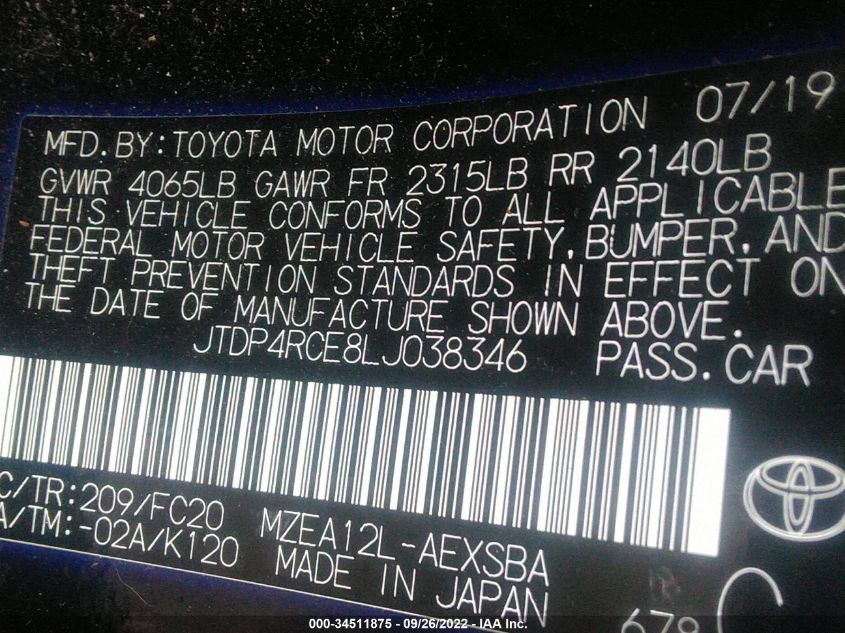 MFD. BY: TOYOTA MOTOR CORPORATION 07/19
GVWR 4065LB GAWR FR 2315LB RR 2140LB
THIS VEHICLE CONFORMS TO ALL APPLICABLE
FEDERAL MOTOR VEHICLE SAFETY, BUMPER, AND
THEFT PREVENTION STANDARDS IN EFFECT ON
THE DATE OF MANUFACTURE SHOWN ABOVE.
JTDP4RCE8LJ038346 PASS. CAR
C/TR: 209/FC20 MZEA12L-AEXSBA
A/TM: -02A/K120 MADE IN JAPAN
679
000-34511875 - 09/26/2022 - IAA Inc.